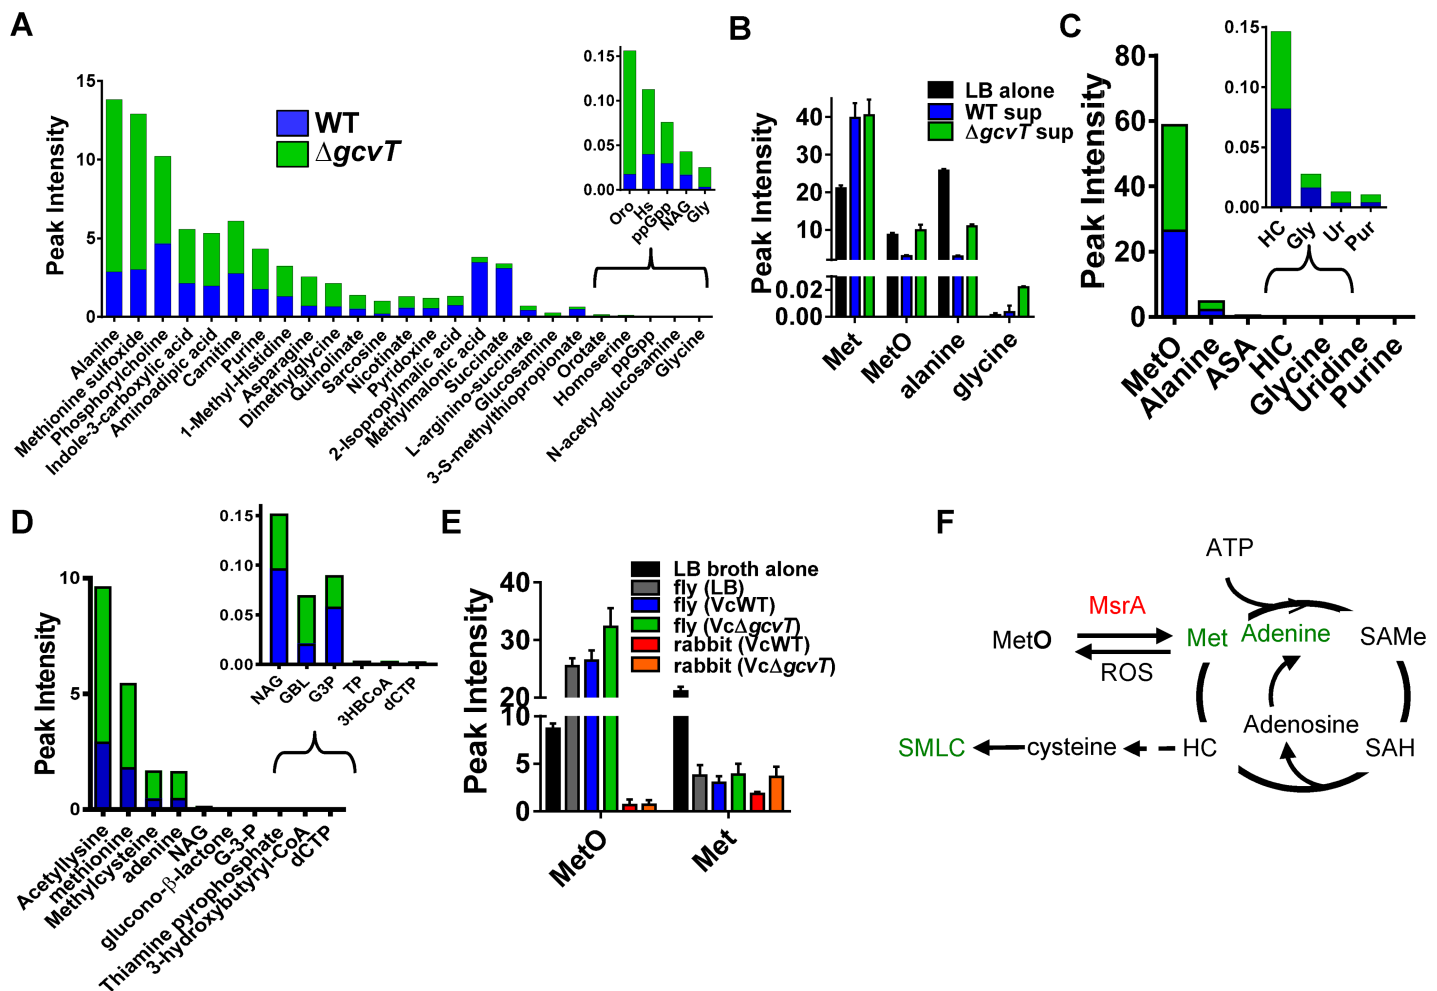 A
Peak Intensity
15
10
5
0
WT
ΔgcvT
0.15
0.10
0.05
0.00
Oro
Hs
ppGpp
NAG
Gly
Alanine
Methionine sulfoxide
Phosphorylcholine
Indole-3-carboxylic acid
Aminoadipic acid
Carnitine
Purine
1-Methyl-Histidine
Asparagine
Dimethylglycine
Quinolinate
Sarcosine
Nicotinate
Pyridoxine
2-Isopropylmalic acid
Methylmalonic acid
Succinate
L-arginino-succinate
Glucosamine
3-S-methylthiopropionate
Orotate
Homoserine
ppGpp
N-acetyl-glucosamine
Glycine
B
Peak Intensity
40
30
20
10
0.02
0.00
LB alone
WT sup
ΔgcvT sup
Met
MetO
alanine
glycine
C
Peak Intensity
80
60
40
20
0
0.15
0.10
0.05
0.00
HC
Gly
Ur
Pur
MetO
Alanine
ASA
HIC
Glycine
Uridine
Purine
D
Peak Intensity
10
5
0
0.15
0.10
0.05
0.00
NAG
GBL
G3P
TP
3HBCoA
dCTP
Acetyllysine
methionine
Methylcysteine
adenine
NAG
glucono-β-lactone
G-3-P
Thiamine pyrophosphate
3-hydroxybutyryl-CoA
dCTP
E
Peak Intensity
40
30
20
10
5
0
LB broth alone
fly (LB)
fly (VcWT)
fly (VcΔgcvT)
rabbit (VcWT)
rabbit (VcΔgcvT)
MetO
Met
F
ATP
MsrA
MetO
Met
Adenine
SAMe
ROS
Adenosine
SMLC
cysteine
HC
SAH